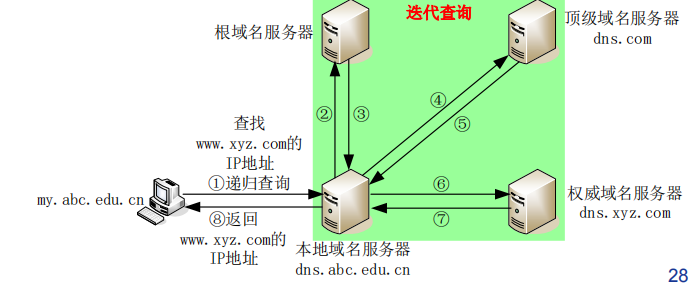 迭代查询
根域名服务器
顶级域名服务器
dns.com
④
②
③
⑤
查找
www.xyz.com的
IP地址
①递归查询
⑥
my.abc.edu.cn
权威域名服务器
dns.xyz.com
⑧返回
⑦
www.xyz.com的
IP地址
本地域名服务器
dns.abc.edu.cn
28